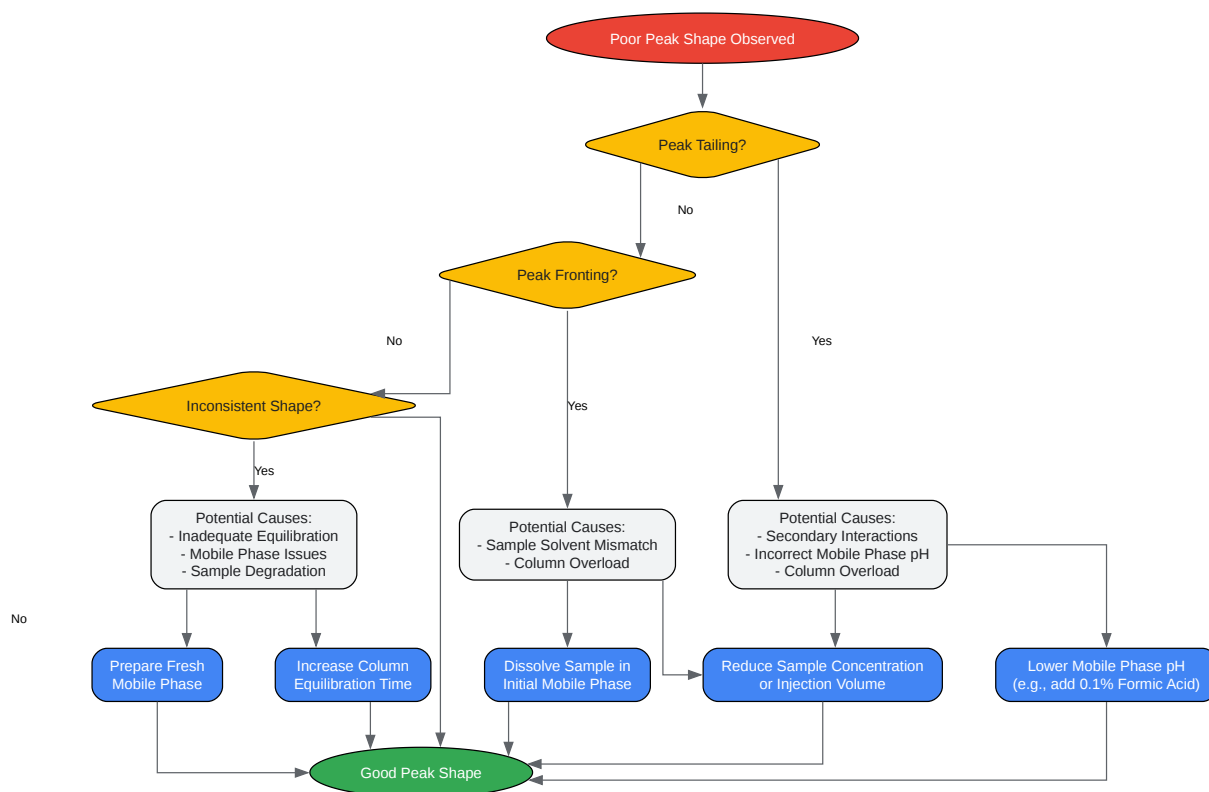 Poor Peak Shape Observed
Peak Tailing?
No
Peak Fronting?
No
Yes
Inconsistent Shape?
Yes
Yes
Potential Causes:
- Inadequate Equilibration
- Mobile Phase Issues
- Sample Degradation
Potential Causes:
- Sample Solvent Mismatch
- Column Overload
Potential Causes:
- Secondary Interactions
- Incorrect Mobile Phase pH
- Column Overload
No
Prepare Fresh
Mobile Phase
Increase Column
Equilibration Time
Dissolve Sample in
Initial Mobile Phase
Reduce Sample Concentration
or Injection Volume
Lower Mobile Phase pH
(e.g., add 0.1% Formic Acid)
Good Peak Shape